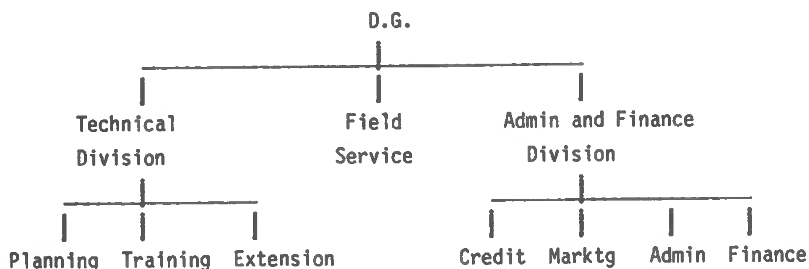 D.G.
Technical Field Admin and Finance
Division Service Division
Planning Training Extension Credit Marktg Admin Finance